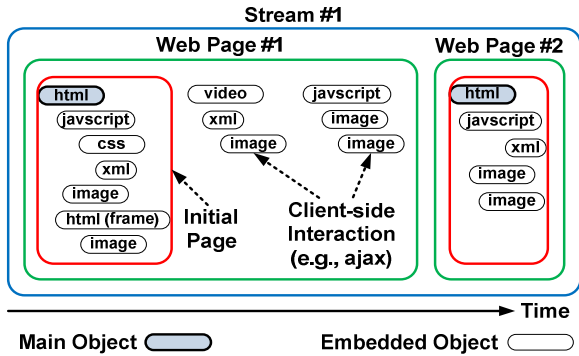 Stream #1
Web Page #1
Web Page #2
html
javscript
css
xml
image
html (frame)
image
video
xml
image
javscript
image
image
html
javscript
xml
image
image
Initial
Page
Client-side
Interaction
(e.g., ajax)
Time
Main Object
Embedded Object